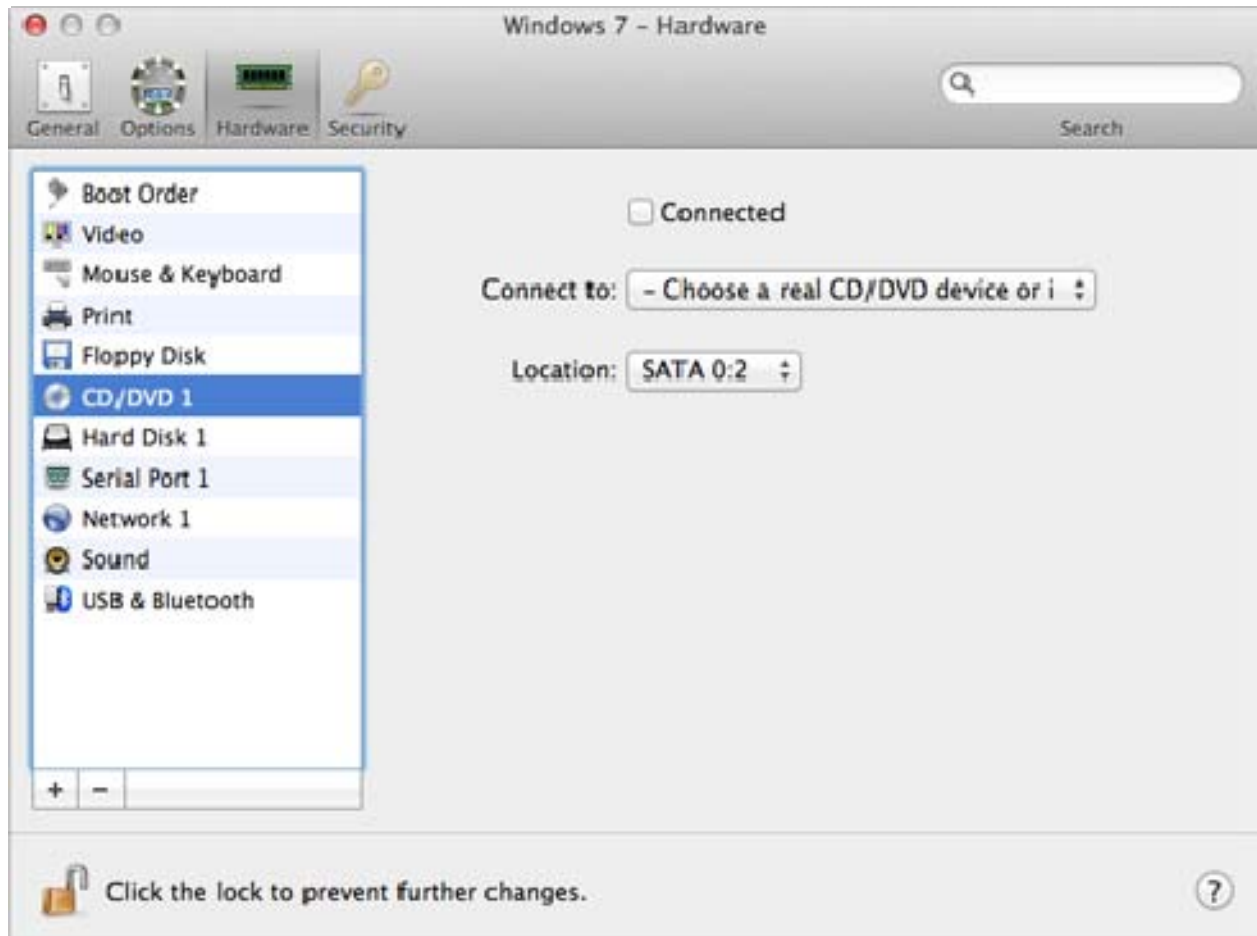 Windows 7 – Hardware
General Options Hardware Security
Search
Boot Order
Video
Mouse & Keyboard
Print
Floppy Disk
CD/DVD 1
Hard Disk 1
Serial Port 1
Network 1
Sound
USB & Bluetooth
+ –
Connected
Connect to: – Choose a real CD/DVD device or i
Location: SATA 0:2
Click the lock to prevent further changes.
?